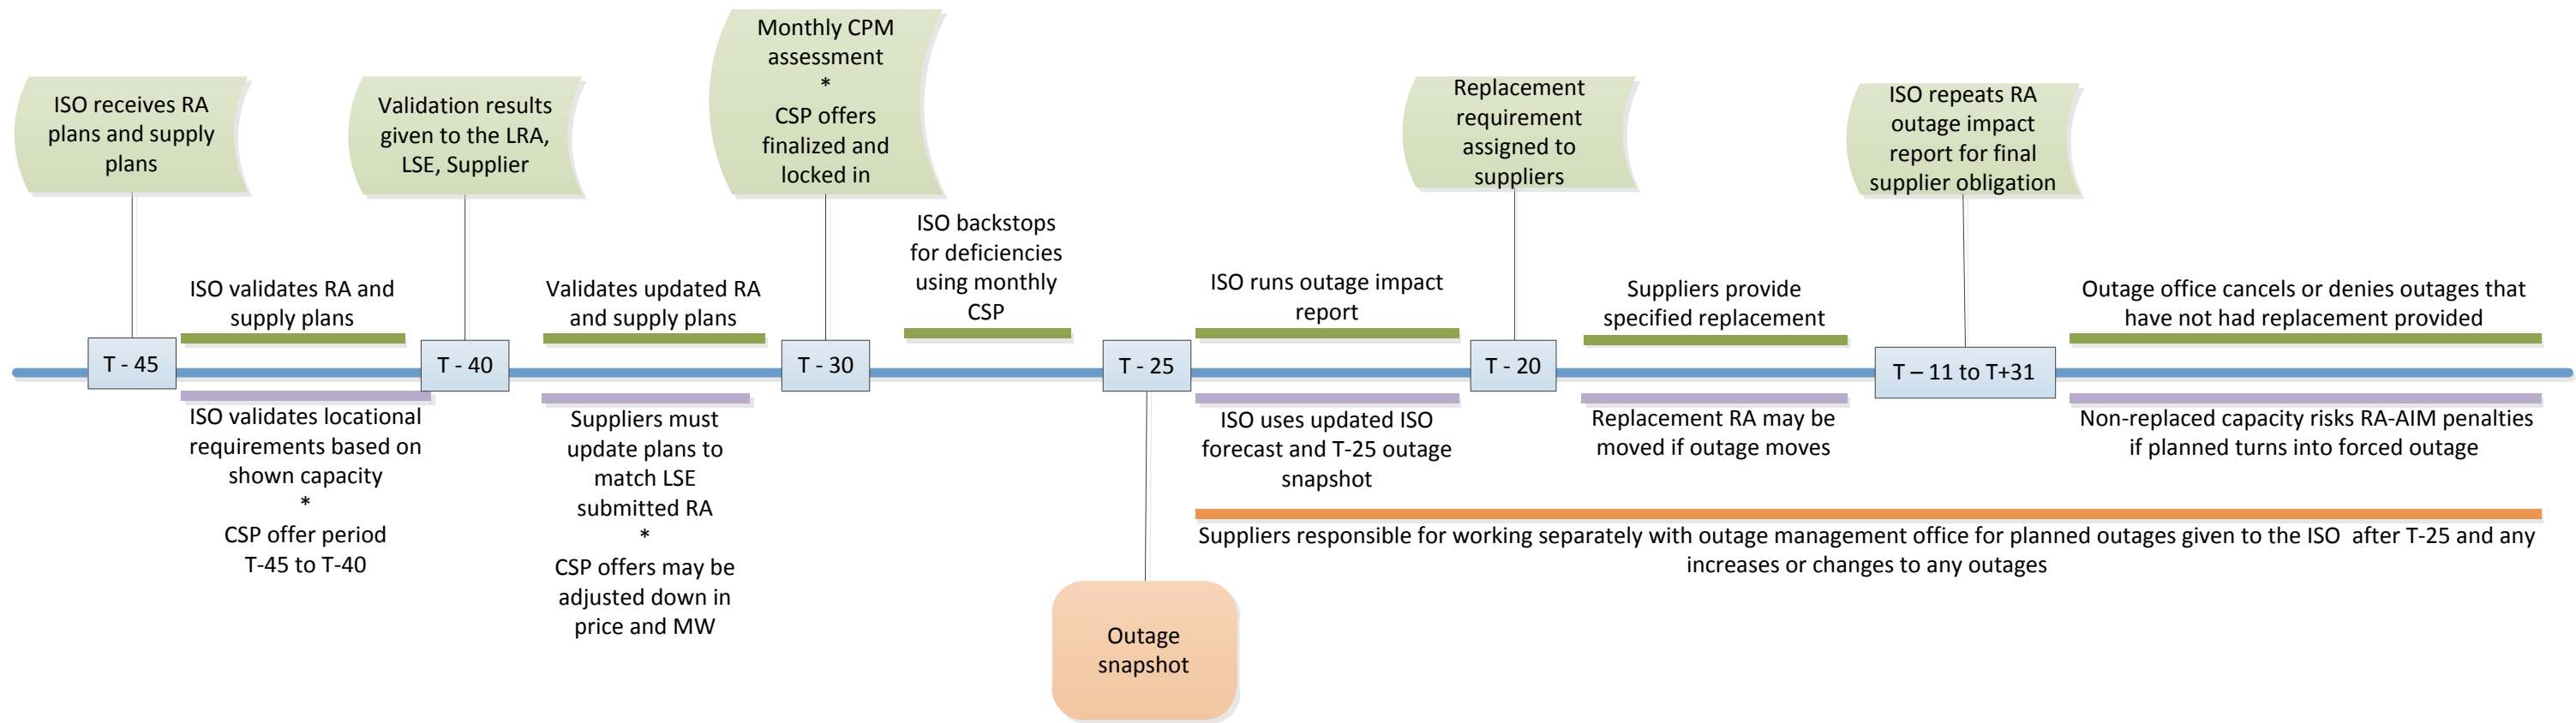 ISO receives RA
plans and supply
plans
Validation results
given to the LRA,
LSE, Supplier
Monthly CPM
assessment
*
CSP offers
finalized and
locked in
Replacement
requirement
assigned to
suppliers
ISO repeats RA
outage impact
report for final
supplier obligation
ISO validates RA and
supply plans
Validates updated RA
and supply plans
ISO backstops
for deficiencies
using monthly
CSP
ISO runs outage impact
report
Suppliers provide
specified replacement
Outage office cancels or denies outages that
have not had replacement provided
T - 45
T - 40
T - 30
T - 25
T - 20
T – 11 to T+31
ISO validates locational
requirements based on
shown capacity
*
CSP offer period
T-45 to T-40
Suppliers must
update plans to
match LSE
submitted RA
*
CSP offers may be
adjusted down in
price and MW
ISO uses updated ISO
forecast and T-25 outage
snapshot
Replacement RA may be
moved if outage moves
Non-replaced capacity risks RA-AIM penalties
if planned turns into forced outage
Suppliers responsible for working separately with outage management office for planned outages given to the ISO  after T-25 and any
increases or changes to any outages
Outage
snapshot